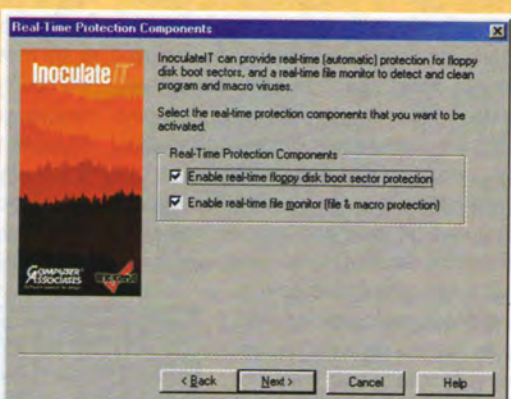 Real-Time Protection Components
InoculateIT
InoculateIT can provide real-time (automatic) protection for floppy
disk boot sectors, and a real-time file monitor to detect and clean
program and macro viruses.
Select the real-time protection components that you want to be
activated.
Real-Time Protection Components
Enable real-time floppy disk boot sector protection
Enable real-time file monitor (file & macro protection)
COMPUTER
ASSOCIATES
< Back
Next >
Cancel
Help